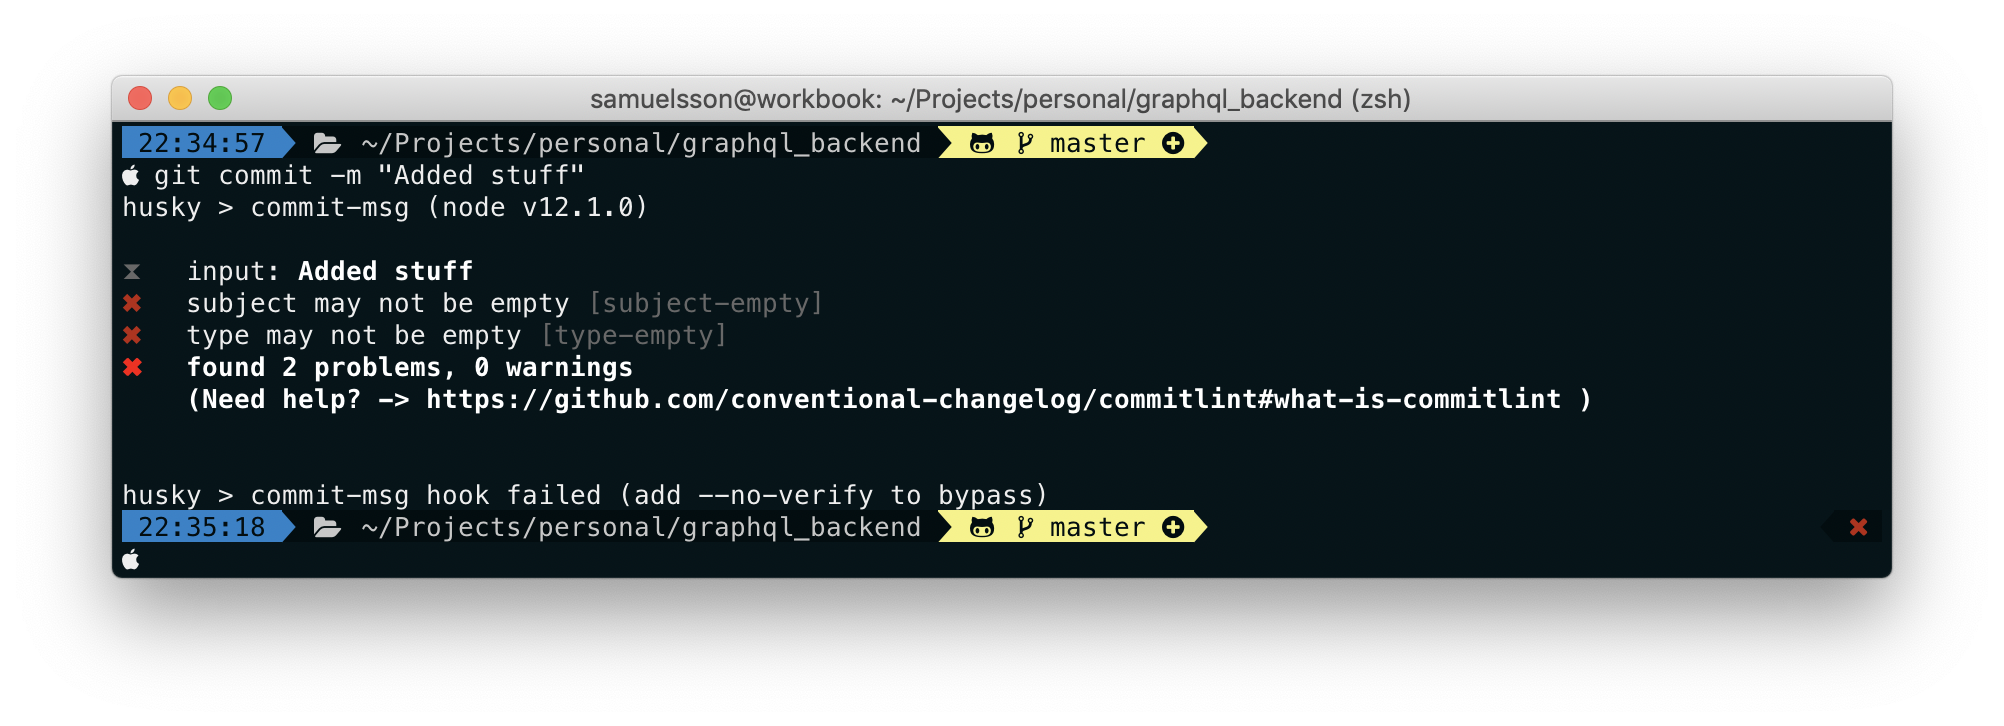 samuelsson@workbook: ~/Projects/personal/graphql_backend (zsh)
22:34:57 ~/Projects/personal/graphql_backend master
git commit -m "Added stuff"
husky > commit-msg (node v12.1.0)
input: Added stuff
subject may not be empty [subject-empty]
type may not be empty [type-empty]
found 2 problems, 0 warnings
(Need help? -> https://github.com/conventional-changelog/commitlint#what-is-commitlint )
husky > commit-msg hook failed (add --no-verify to bypass)
22:35:18 ~/Projects/personal/graphql_backend master